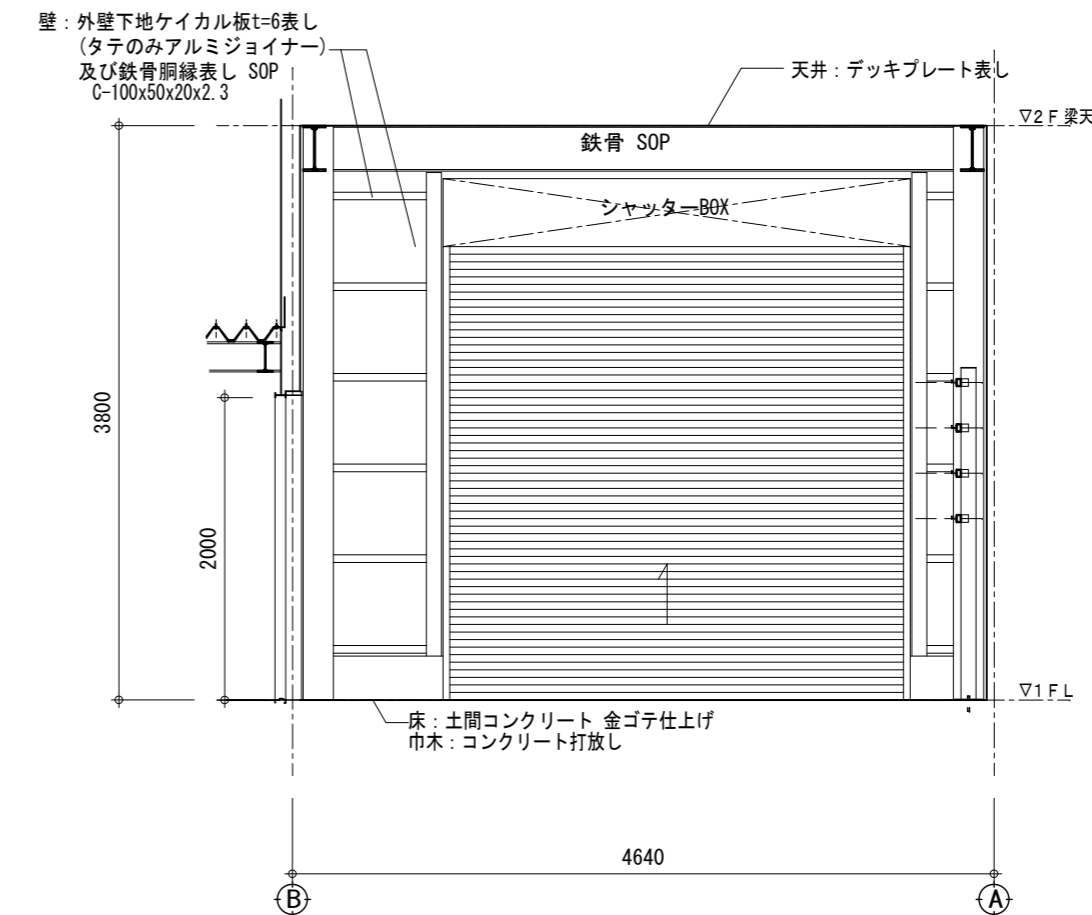 壁：外壁下地ケイカル板t=6表し
(タテのみアルミジョイナー)
及び鉄骨胴縁表し SOP
C-100x50x20x2.3
天井：デッキプレート表し
▽2Ｆ梁天
鉄骨 SOP
シャッターBOX
3800
2000
▽1ＦＬ
床：土間コンクリート 金ゴテ仕上げ
巾木：コンクリート打放し
4640
B
A